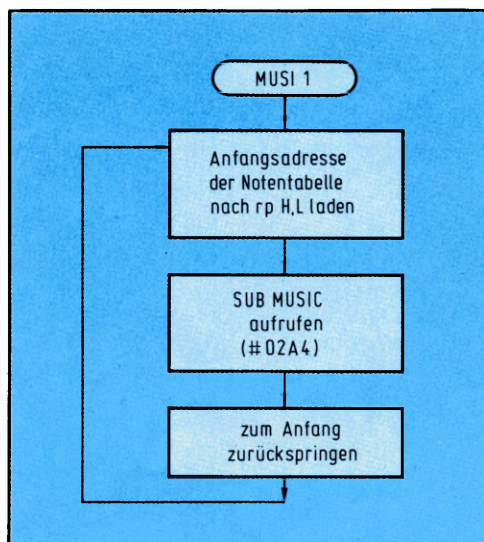 MUSI 1
Anfangsadresse
der Notentabelle
nach rp H,L laden
SUB MUSIC
aufrufen
(#02A4)
zum Anfang
zurückspringen